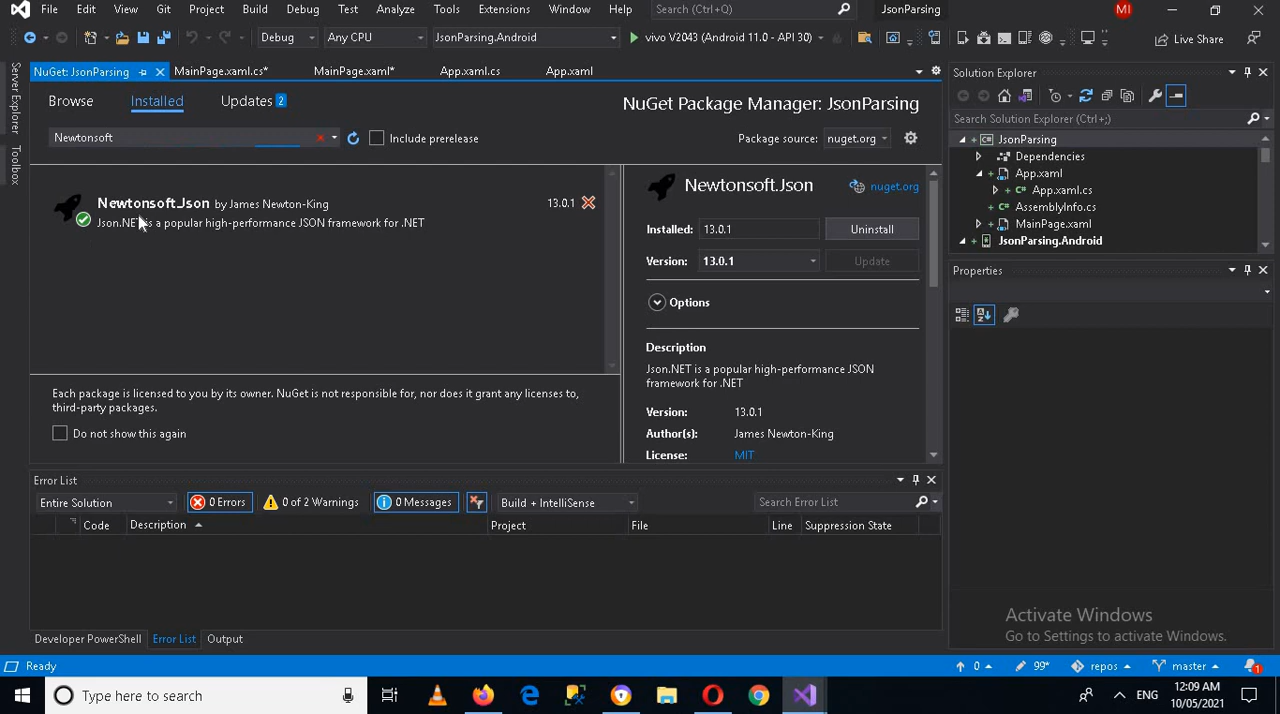 File Edit View Git Project Build Debug Test Analyze Tools Extensions Window Help Search (Ctrl+Q) JsonParsing MI
Debug Any CPU JsonParsing.Android vivo V2043 (Android 11.0 - API 30) Live Share
Server Explorer
Toolbox
NuGet: JsonParsing MainPage.xaml.cs* MainPage.xaml* App.xaml.cs App.xaml
Browse Installed Updates 2
NuGet Package Manager: JsonParsing
Newtonsoft Include prerelease Package source: nuget.org
Newtonsoft.Json by James Newton-King 13.0.1
Json.NET is a popular high-performance JSON framework for .NET
Each package is licensed to you by its owner. NuGet is not responsible for, nor does it grant any licenses to,
third-party packages.
Do not show this again
Newtonsoft.Json nuget.org
Installed: 13.0.1 Uninstall
Version: 13.0.1 Update
Options
Description
Json.NET is a popular high-performance JSON
framework for .NET
Version: 13.0.1
Author(s): James Newton-King
License: MIT
Solution Explorer
Search Solution Explorer (Ctrl+;)
JsonParsing
Dependencies
App.xaml
App.xaml.cs
AssemblyInfo.cs
MainPage.xaml
JsonParsing.Android
Properties
Error List
Entire Solution 0 Errors 0 of 2 Warnings 0 Messages Build + IntelliSense Search Error List
Code Description Project File Line Suppression State
Developer PowerShell Error List Output
Activate Windows
Go to Settings to activate Windows.
Ready 0 99* repos master 1
Type here to search ENG 12:09 AM
10/05/2021